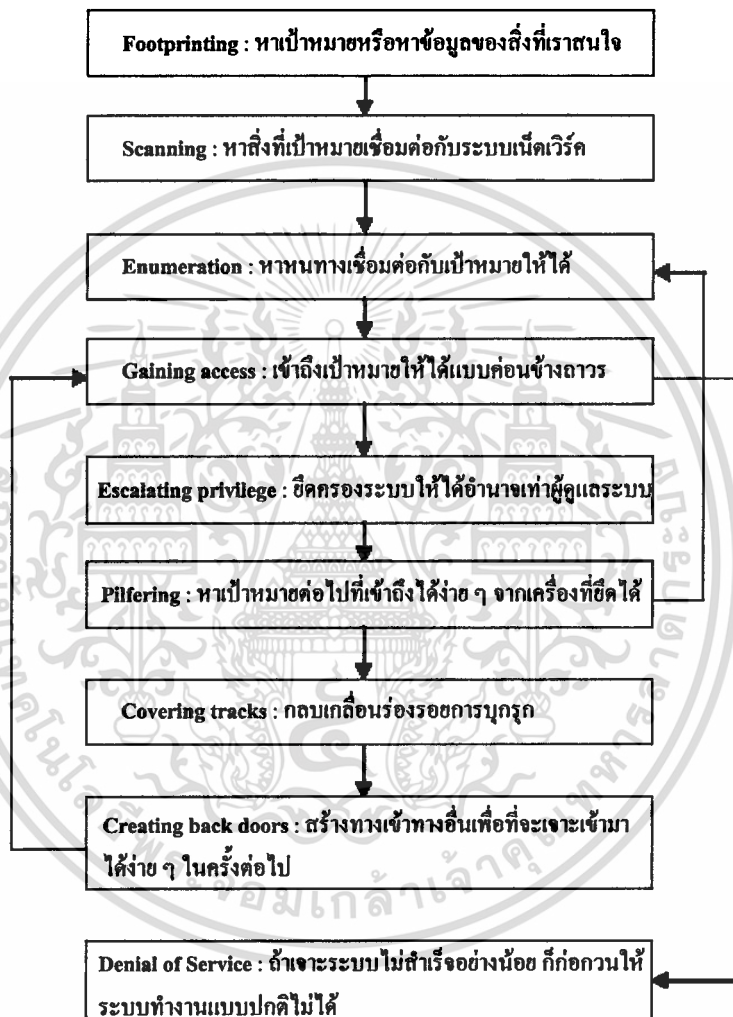 Footprinting : หาเป้าหมายหรือหาข้อมูลของสิ่งที่เราสนใจ
Scanning : หาสิ่งที่เป้าหมายเชื่อมต่อกับระบบเน็ตเวิร์ค
Enumeration : หาหนทางเชื่อมต่อกับเป้าหมายให้ได้
Gaining access : เข้าถึงเป้าหมายให้ได้แบบค่อนข้างถาวร
Escalating privilege : ยึดครองระบบให้ได้อำนาจเท่าผู้ดูแลระบบ
Pilfering : หาเป้าหมายต่อไปที่เข้าถึงได้ง่าย ๆ จากเครื่องที่ยึดได้
Covering tracks : กลบเกลื่อนร่องรอยการบุกรุก
Creating back doors : สร้างทางเข้าทางอื่นเพื่อที่จะเจาะเข้ามา
ได้ง่าย ๆ ในครั้งต่อไป
Denial of Service : ถ้าเจาะระบบไม่สำเร็จอย่างน้อย ก็ก่อกวนให้
ระบบทำงานแบบปกติไม่ได้